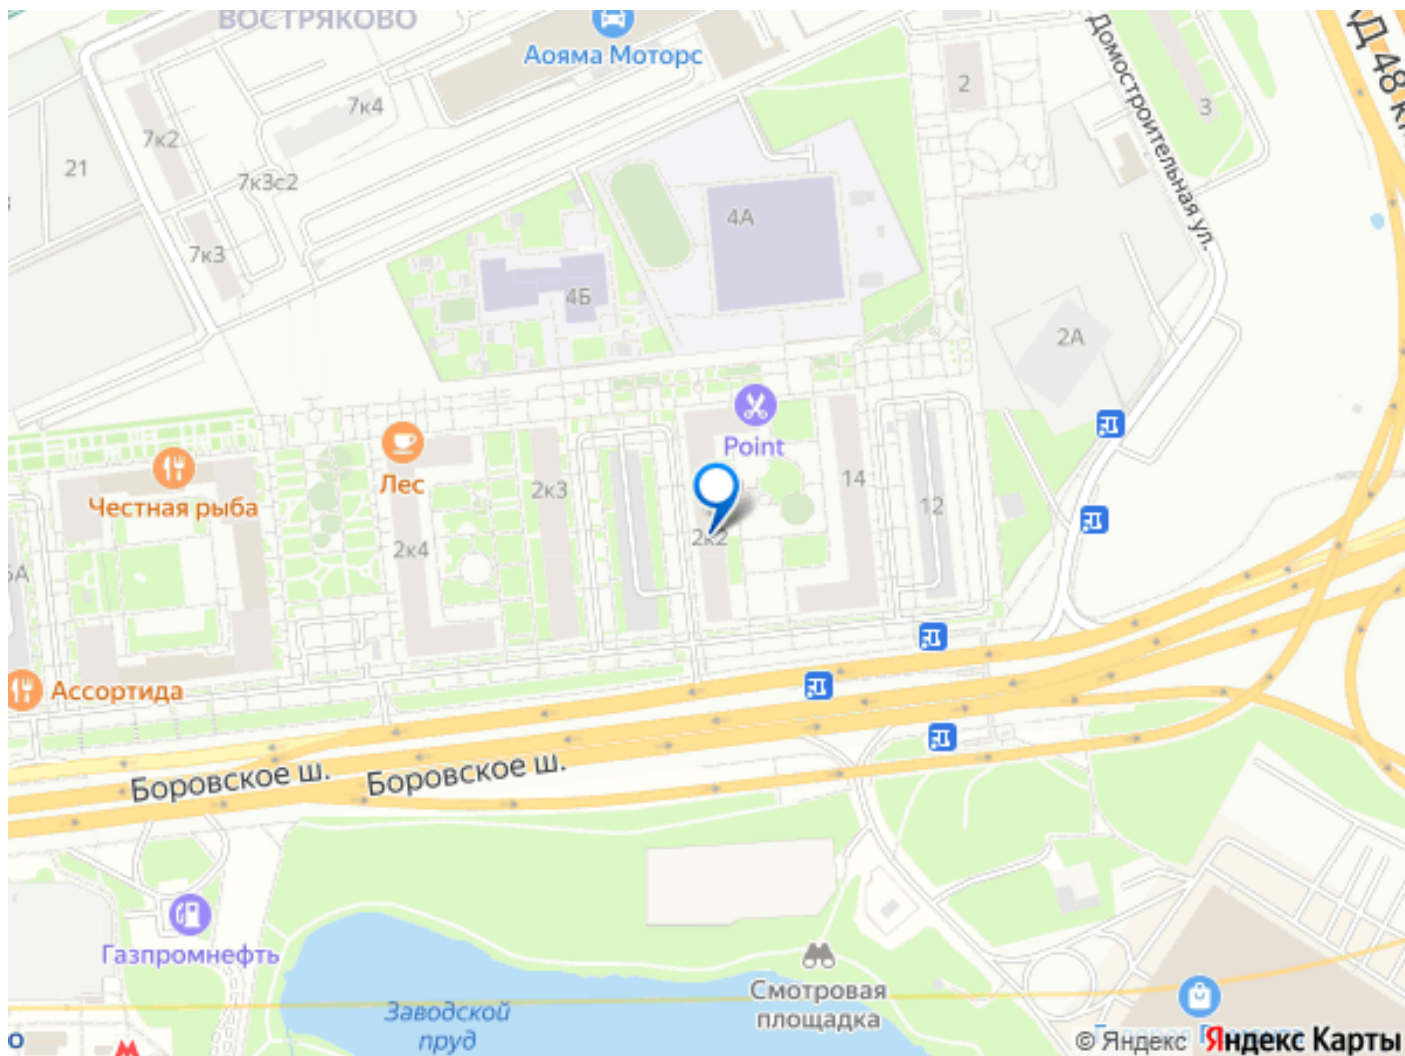 ВОСТРЯКОВО
Аояма Моторс
Домостроительная ул.
2
3
7к4
7к2
21
7к3с2
4А
7к3
4Б
2А
Point
Лес
Честная рыба
2к3
14
12
2к2
2к4
Ассортида
Боровское ш.
Боровское ш.
Газпромнефть
Смотровая
площадка
Заводской
пруд
© Яндекс Яндекс Карты